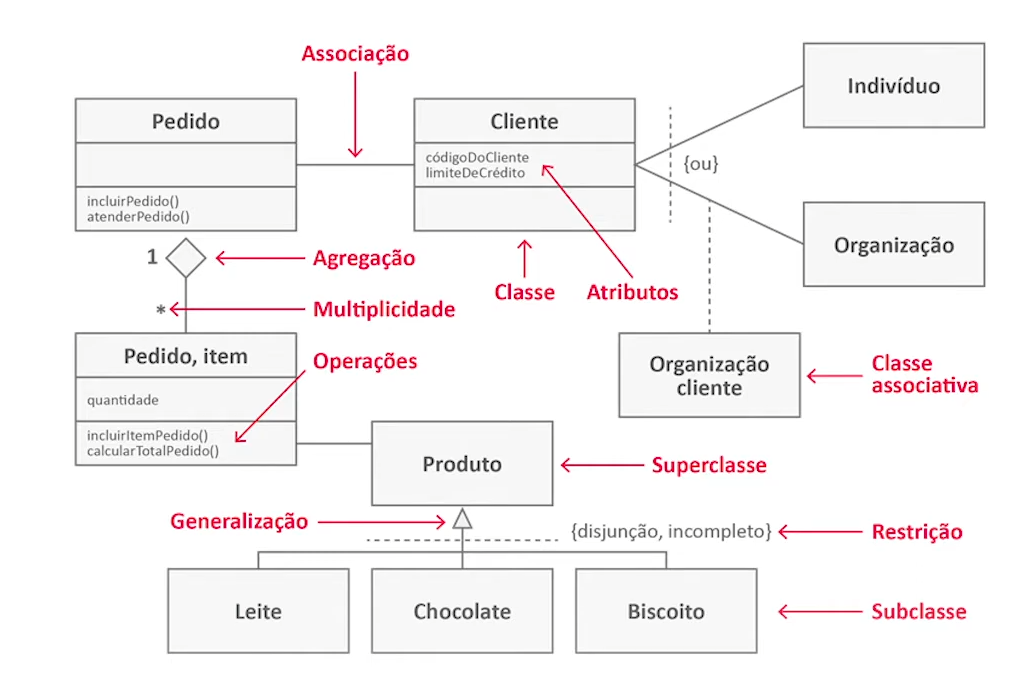 Associação
Indivíduo
Pedido
Cliente
códigoDoCliente
limiteDeCrédito
{ou}
incluirPedido()
atenderPedido()
Organização
1
Agregação
Classe
Atributos
*
Multiplicidade
Pedido, item
Operações
Organização
cliente
Classe
associativa
quantidade
incluirItemPedido()
calcularTotalPedido()
Produto
Superclasse
Generalização
{disjunção, incompleto}
Restrição
Leite
Chocolate
Biscoito
Subclasse